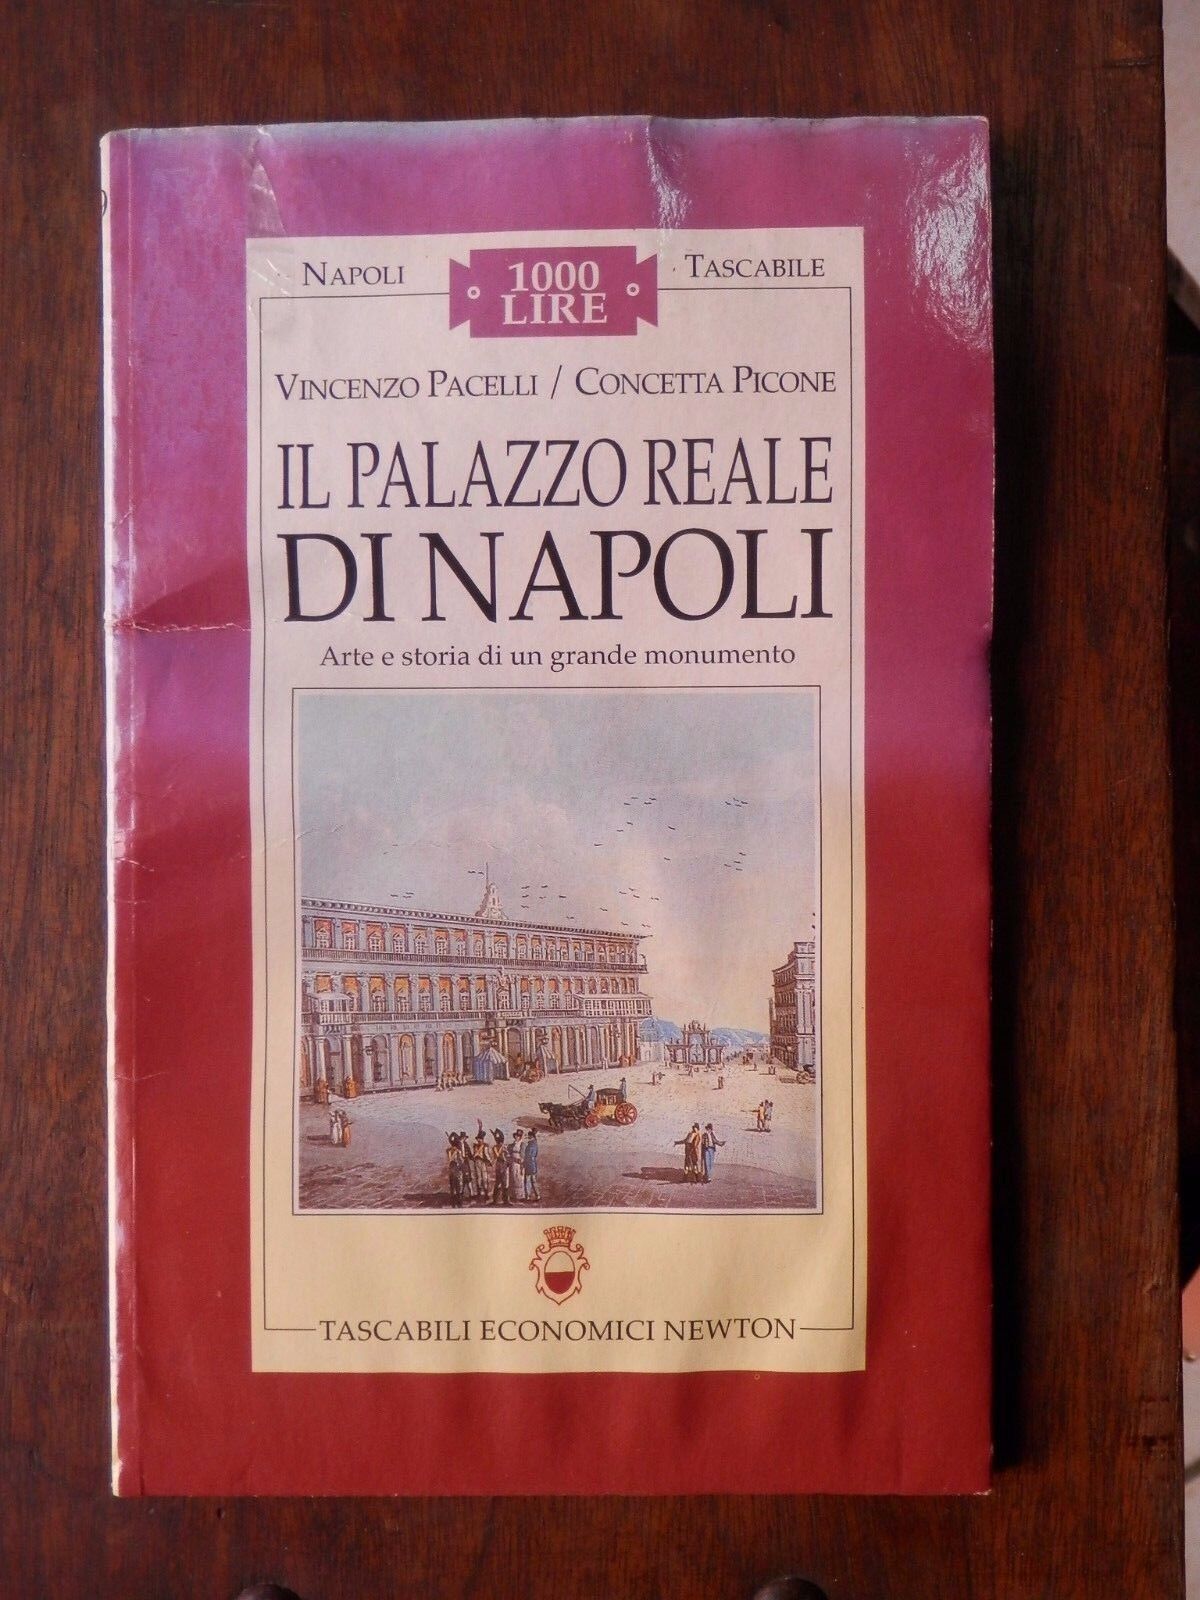 NAPOLI
1000
LIRE
TASCABILE
VINCENZO PACELLI / CONCETTA PICONE
IL PALAZZO REALE
DI NAPOLI
Arte e storia di un grande monumento
TASCABILI ECONOMICI NEWTON